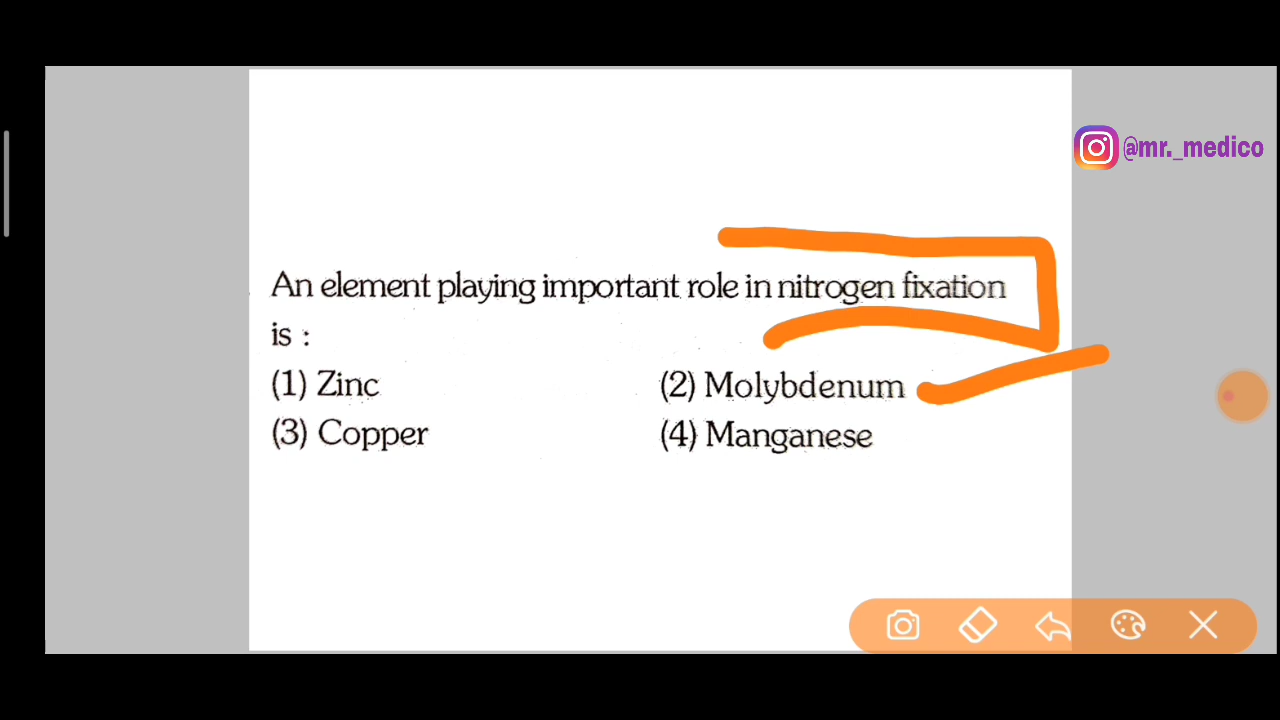 @mr._medico
An element playing important role in nitrogen fixation
is :
(1) Zinc (2) Molybdenum
(3) Copper (4) Manganese